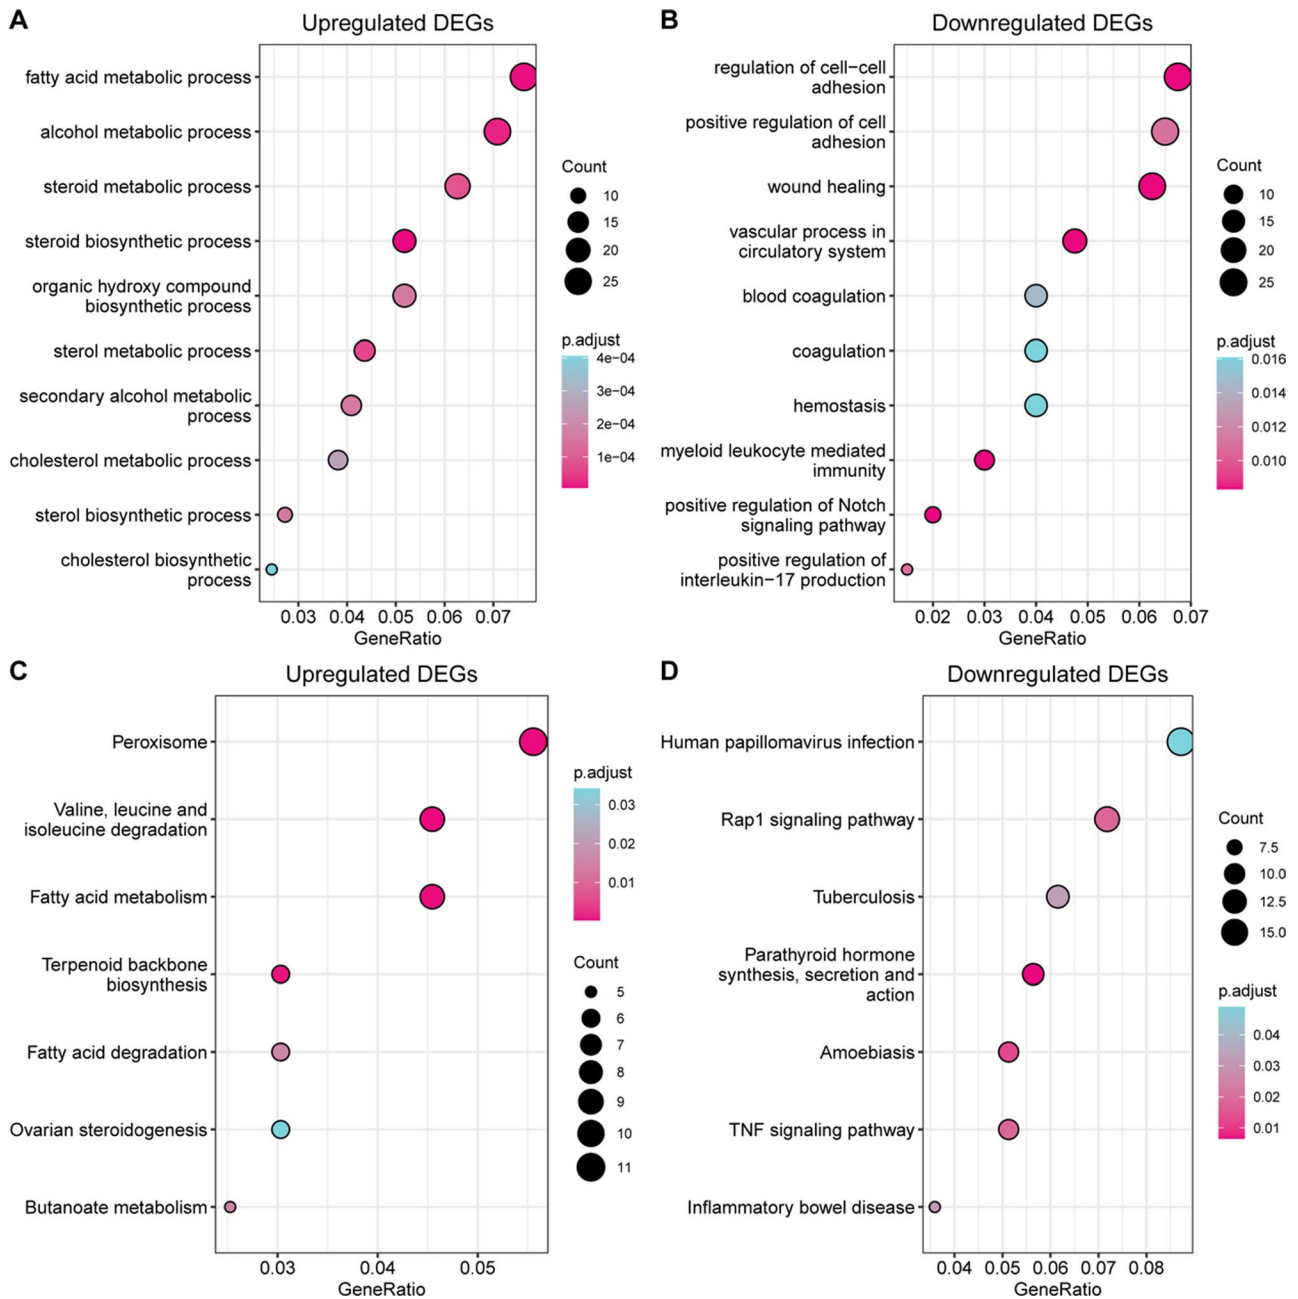 A
Upregulated DEGs
fatty acid metabolic process
alcohol metabolic process
steroid metabolic process
steroid biosynthetic process
organic hydroxy compound
biosynthetic process
sterol metabolic process
secondary alcohol metabolic
process
cholesterol metabolic process
sterol biosynthetic process
cholesterol biosynthetic
process
0.03 0.04 0.05 0.06 0.07
GeneRatio
Count
10
15
20
25
p.adjust
4e−04
3e−04
2e−04
1e−04
B
Downregulated DEGs
regulation of cell−cell
adhesion
positive regulation of cell
adhesion
wound healing
vascular process in
circulatory system
blood coagulation
coagulation
hemostasis
myeloid leukocyte mediated
immunity
positive regulation of Notch
signaling pathway
positive regulation of
interleukin−17 production
0.02 0.03 0.04 0.05 0.06 0.07
GeneRatio
Count
10
15
20
25
p.adjust
0.016
0.014
0.012
0.010
C
Upregulated DEGs
Peroxisome
Valine, leucine and
isoleucine degradation
Fatty acid metabolism
Terpenoid backbone
biosynthesis
Fatty acid degradation
Ovarian steroidogenesis
Butanoate metabolism
0.03 0.04 0.05
GeneRatio
p.adjust
0.03
0.02
0.01
Count
5
6
7
8
9
10
11
D
Downregulated DEGs
Human papillomavirus infection
Rap1 signaling pathway
Tuberculosis
Parathyroid hormone
synthesis, secretion and
action
Amoebiasis
TNF signaling pathway
Inflammatory bowel disease
0.04 0.05 0.06 0.07 0.08
GeneRatio
Count
7.5
10.0
12.5
15.0
p.adjust
0.04
0.03
0.02
0.01